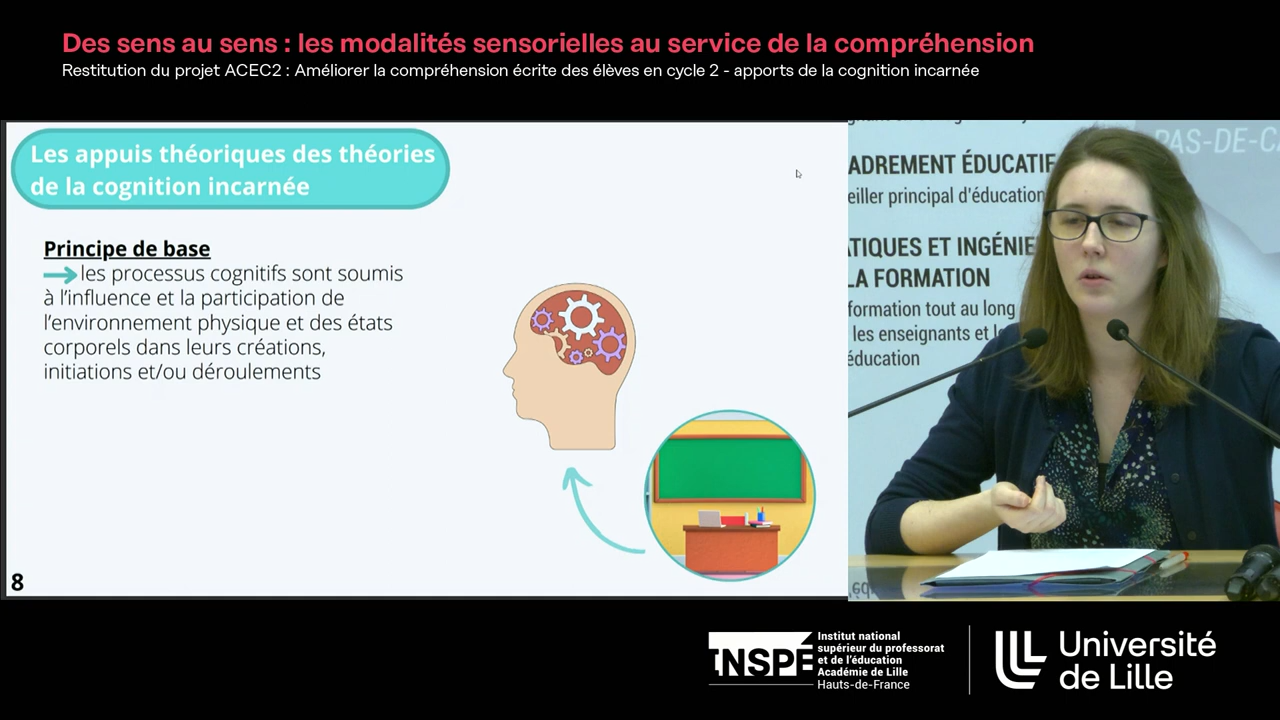 Des sens au sens : les modalités sensorielles au service de la compréhension
Restitution du projet ACEC2 : Améliorer la compréhension écrite des élèves en cycle 2 - apports de la cognition incarnée
Les appuis théoriques des théories
de la cognition incarnée
Principe de base
les processus cognitifs sont soumis
à l'influence et la participation de
l'environnement physique et des états
corporels dans leurs créations,
initiations et/ou déroulements
8
PAS-DE-CA
ADREMENT ÉDUCATIF
eiller principal d'éducation
TIQUES ET INGÉNIE
LA FORMATION
formation tout au long
les enseignants et
éducation
INSPÉ
Institut national
supérieur du professorat
et de l'éducation
Académie de Lille
Hauts-de-France
Université
de Lille